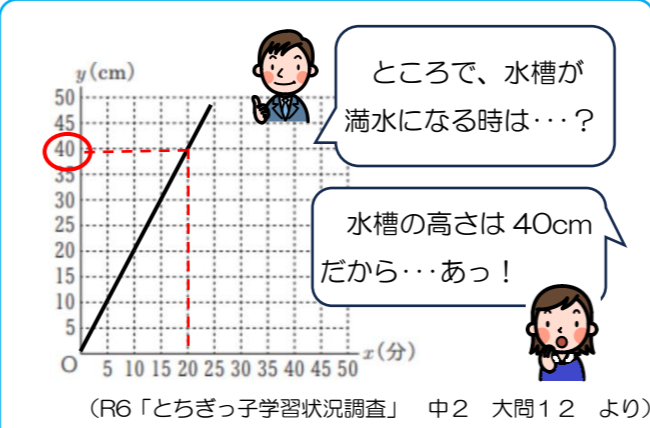 y(cm)
50
45
40
35
30
25
20
15
10
5
O
5 10 15 20 25 30 35 40 45 50
x(分)
ところで、水槽が
満水になる時は・・・？
水槽の高さは 40cm
だから・・・あっ！
（R6「とちぎっ子学習状況調査」 中２ 大問１２ より）